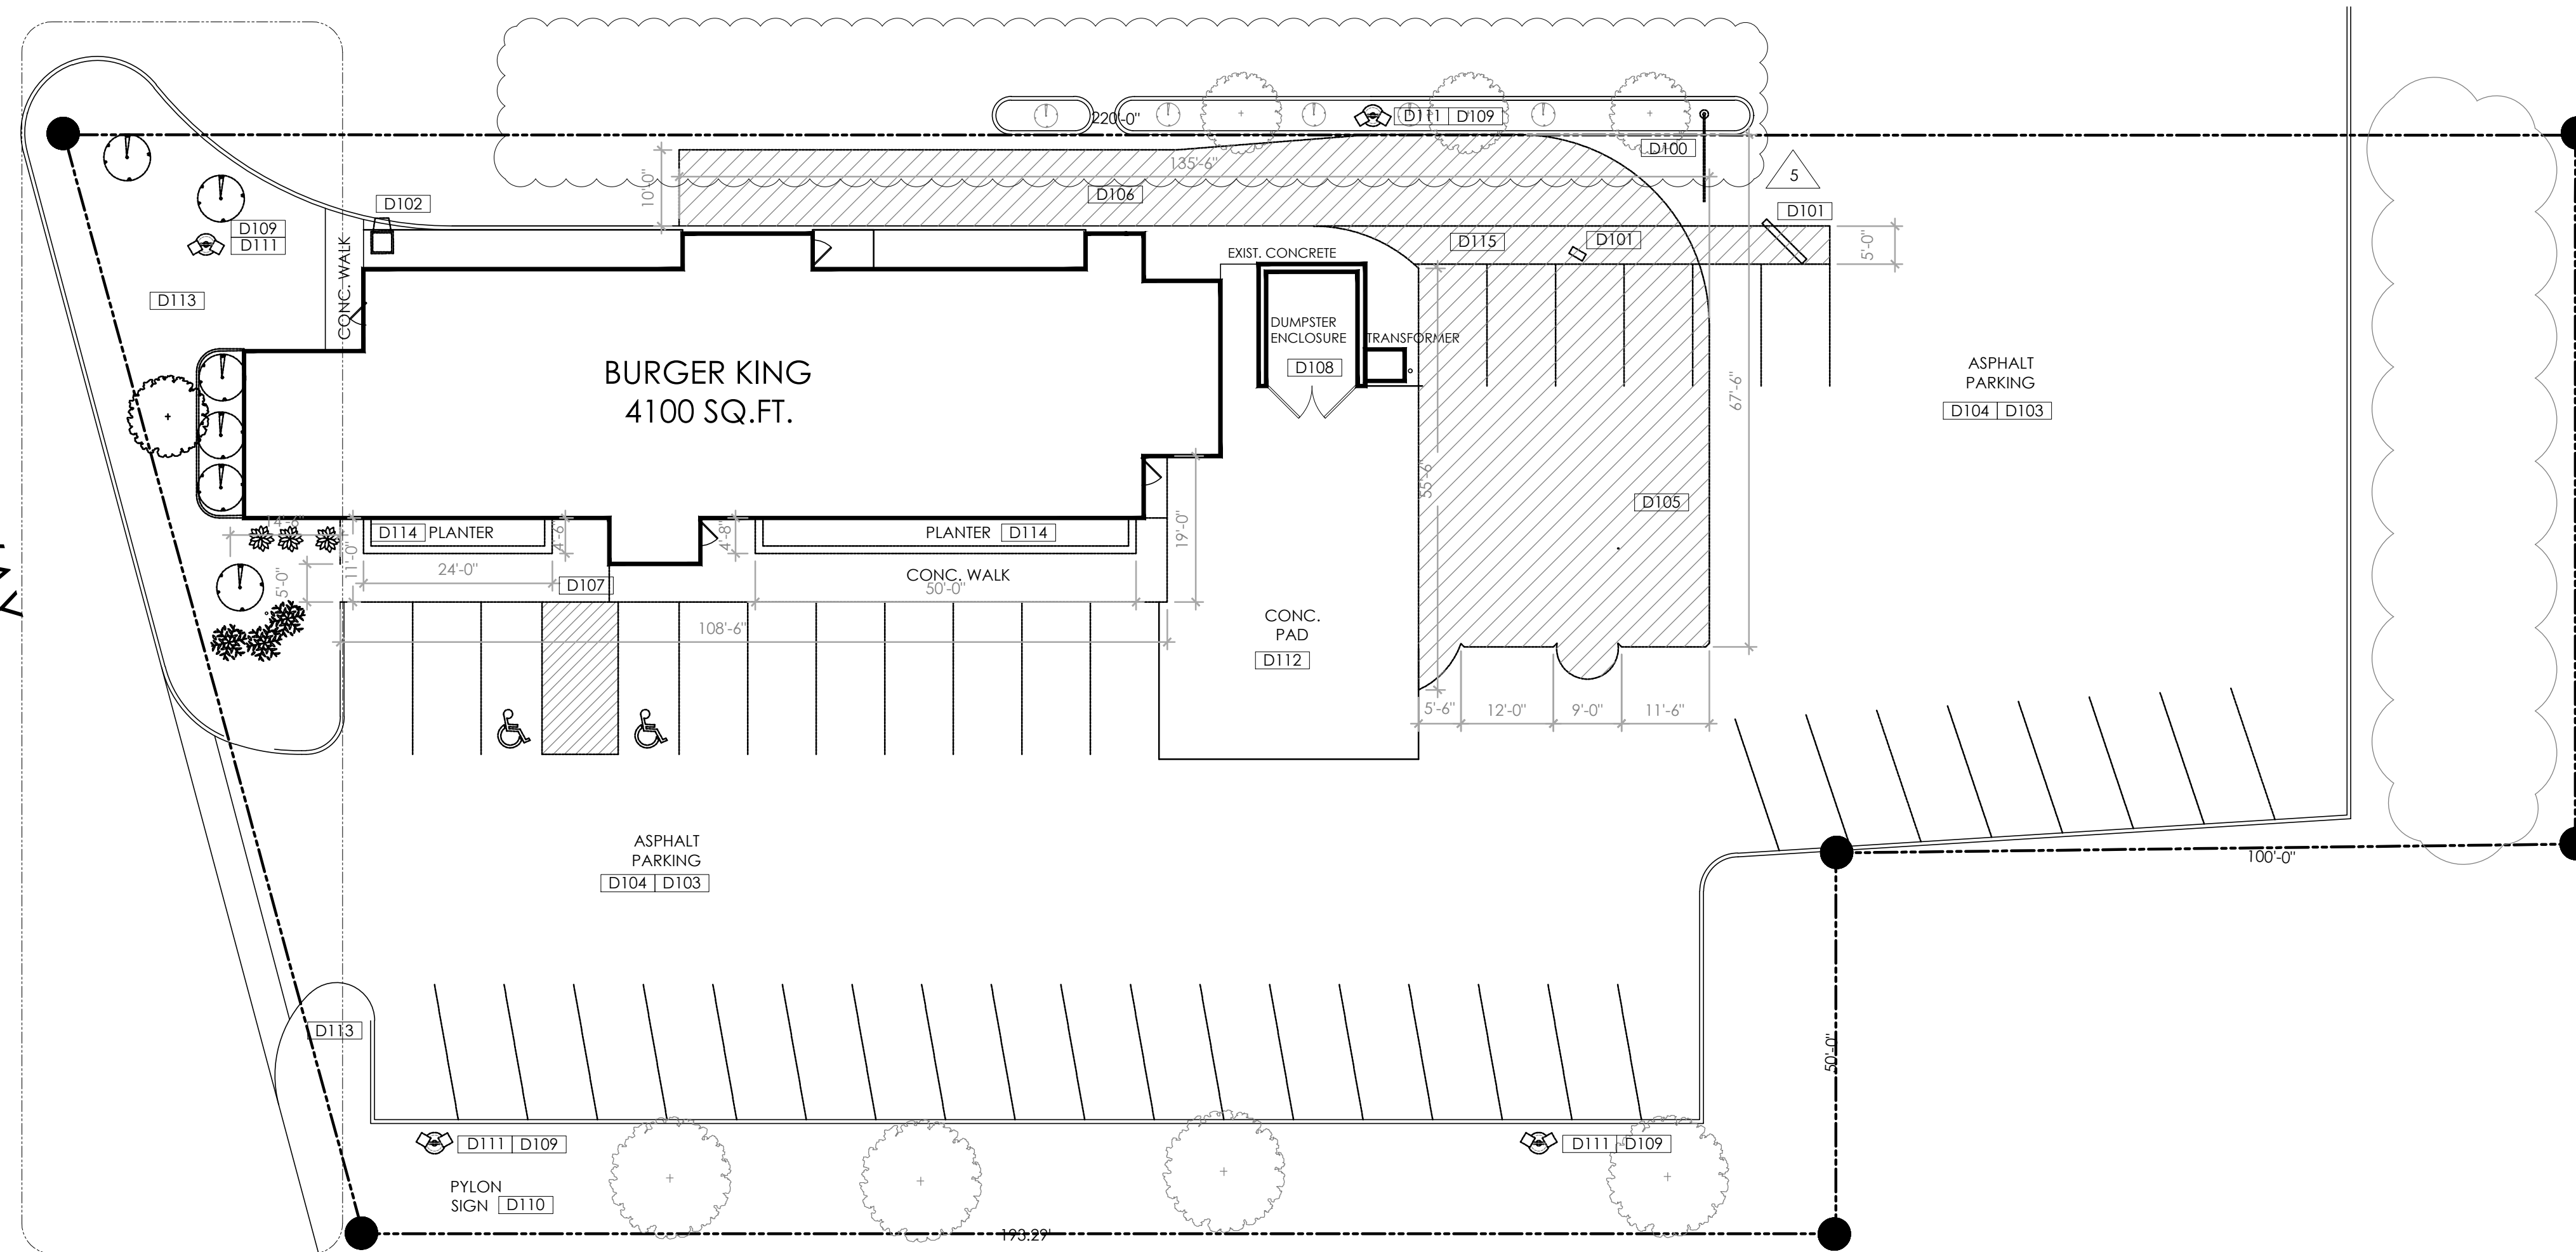 220'-0"
D111 D109
D100
135'-6"
10'-0"
D106
5
D101
D102
D109
D111
CONC. WALK
D113
EXIST. CONCRETE
D115
D101
5'-0"
DUMPSTER
ENCLOSURE
D108
TRANSFORMER
BURGER KING
4100 SQ.FT.
67'-6"
ASPHALT
PARKING
D104 D103
55'-6"
D105
14'-6"
11'-0"
5'-0"
D114 PLANTER
4'-6"
24'-0"
D107
4'-8"
PLANTER D114
CONC. WALK
50'-0"
19'-0"
108'-6"
CONC.
PAD
D112
5'-6"
12'-0"
9'-0"
11'-6"
ASPHALT
PARKING
D104 D103
100'-0"
50'-0"
D113
D111 D109
D111 D109
PYLON
SIGN D110
193.29'